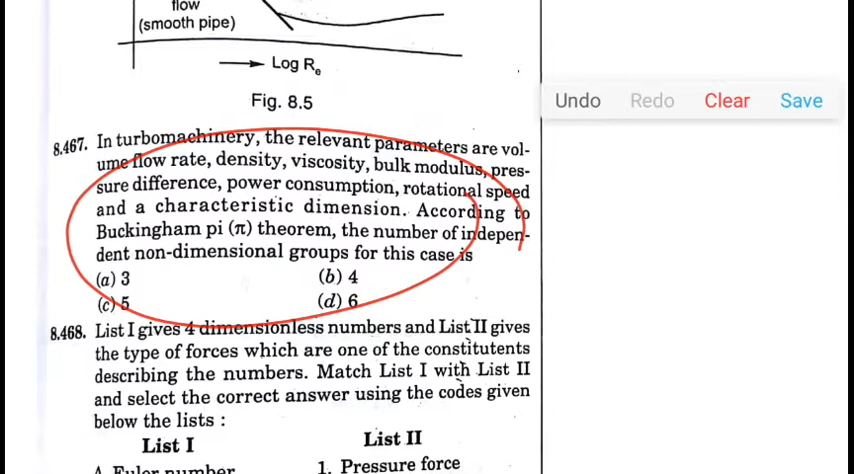 flow
(smooth pipe)
Log Re
Fig. 8.5
Undo Redo Clear Save
8.467. In turbomachinery, the relevant parameters are vol-
ume flow rate, density, viscosity, bulk modulus, pres-
sure difference, power consumption, rotational speed
and a characteristic dimension. According to
Buckingham pi (π) theorem, the number of indepen-
dent non-dimensional groups for this case is
(a) 3 (b) 4
(c) 5 (d) 6
8.468. List I gives 4 dimensionless numbers and List II gives
the type of forces which are one of the constitutents
describing the numbers. Match List I with List II
and select the correct answer using the codes given
below the lists :
List I List II
A. Euler number 1. Pressure force